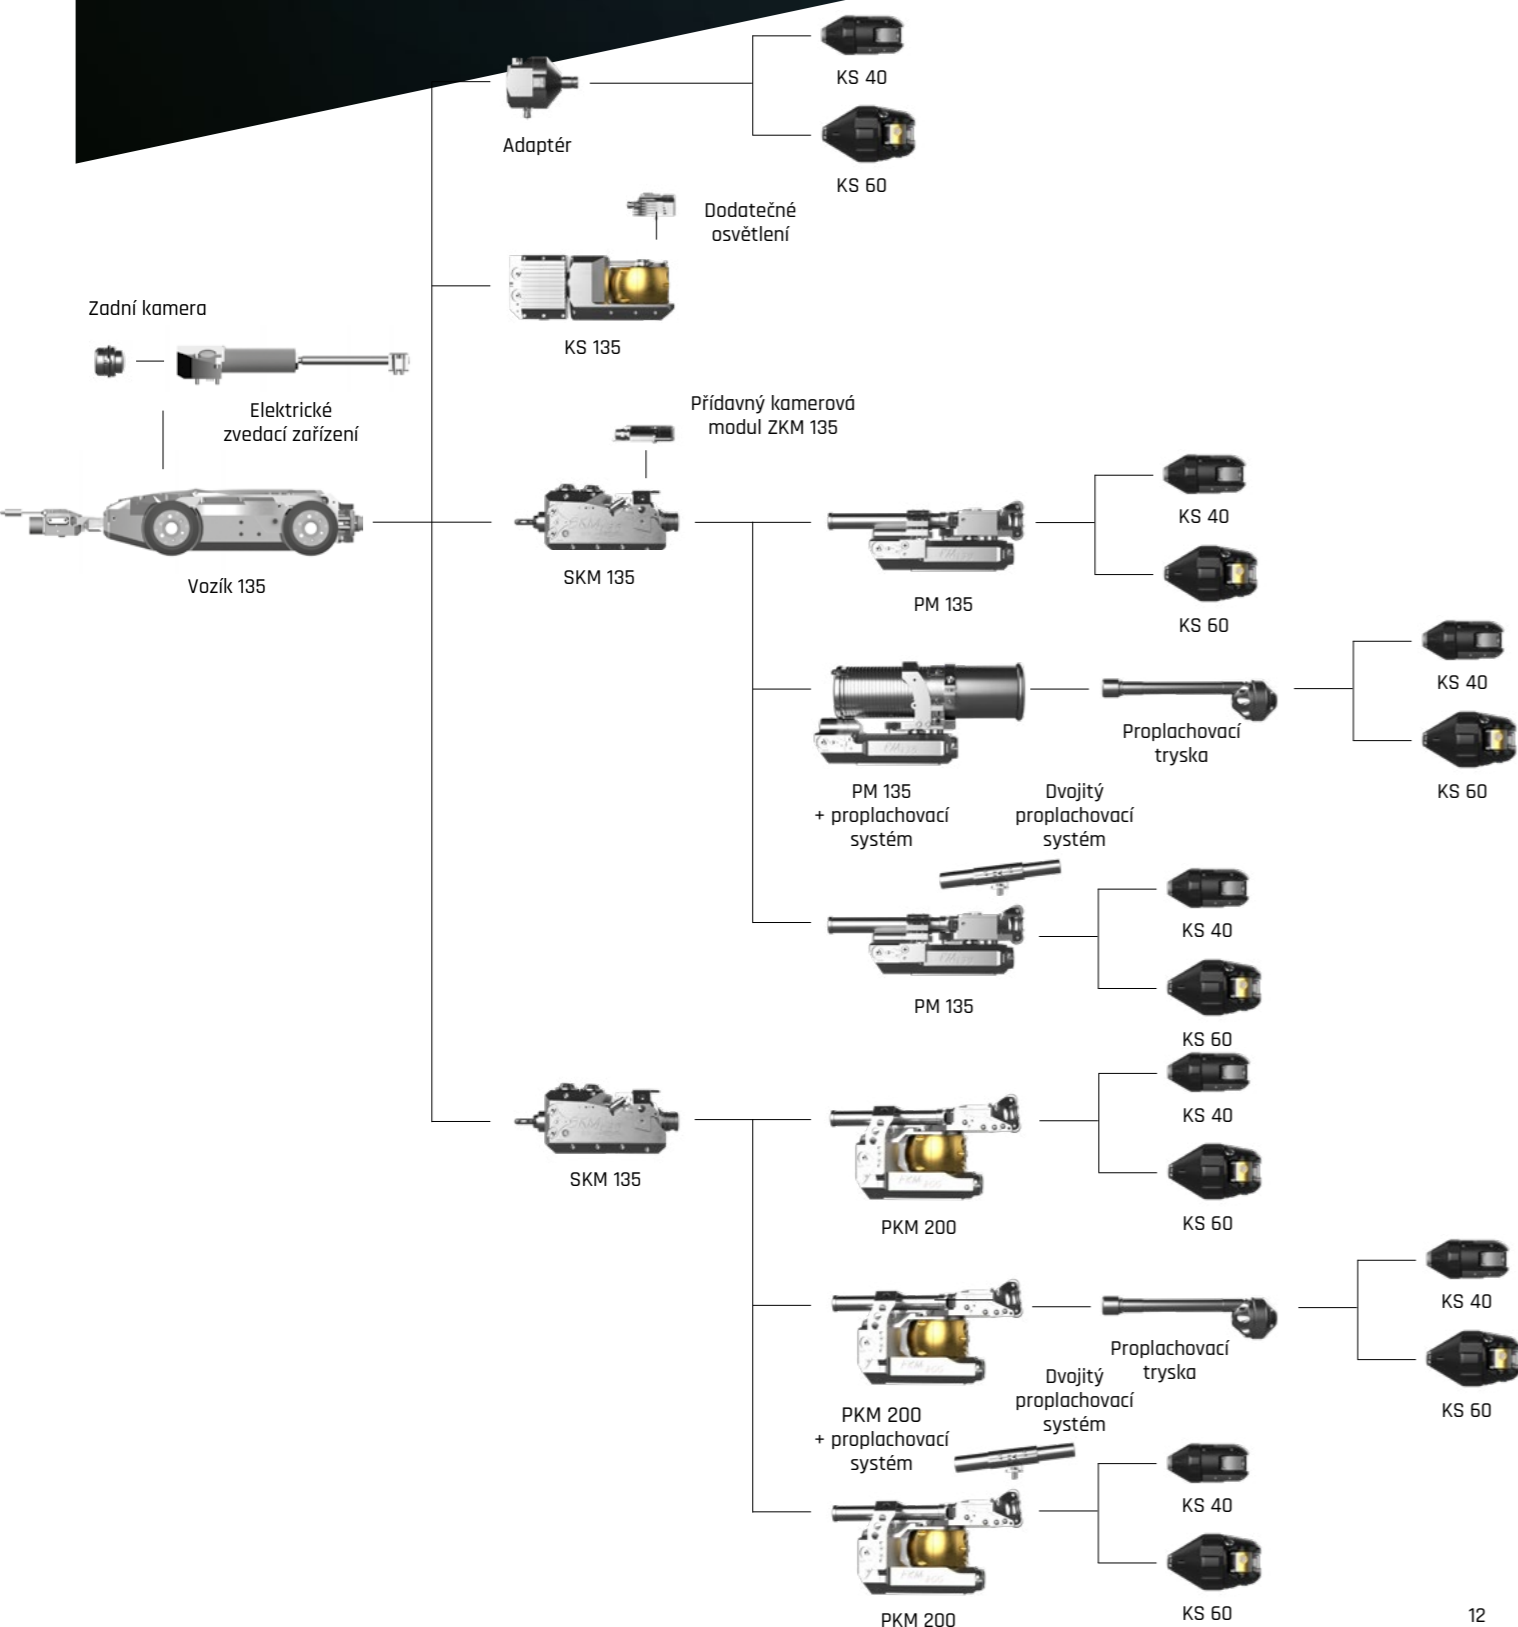 KS 40
Adaptér
KS 60
Dodatečné
osvětlení
Zadní kamera
KS 135
Elektrické
zvedací zařízení
Přídavný kamerová
modul ZKM 135
Vozík 135
SKM 135
PM 135
KS 40
KS 60
PM 135
+ proplachovací
systém
Proplachovací
tryska
KS 40
KS 60
Dvojitý
proplachovací
systém
PM 135
KS 40
KS 60
SKM 135
PKM 200
KS 40
KS 60
PKM 200
+ proplachovací
systém
Proplachovací
tryska
KS 40
KS 60
Dvojitý
proplachovací
systém
PKM 200
KS 40
KS 60
12